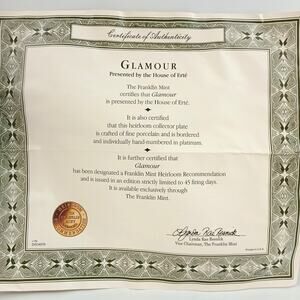 Certificate of Authenticity
GLAMOUR
Presented by the House of Erté
The Franklin Mint
certifies that Glamour
is presented by the House of Erté.
It is also certified
that this heirloom collector plate
is crafted of fine porcelain and is bordered
and individually hand-numbered in platinum.
It is further certified that
Glamour
has been designated a Franklin Mint Heirloom Recommendation
and is issued in an edition strictly limited to 45 firing days.
It is available exclusively through
The Franklin Mint.
Lynda Rae Resnick
Lynda Rae Resnick
Vice Chairman, The Franklin Mint